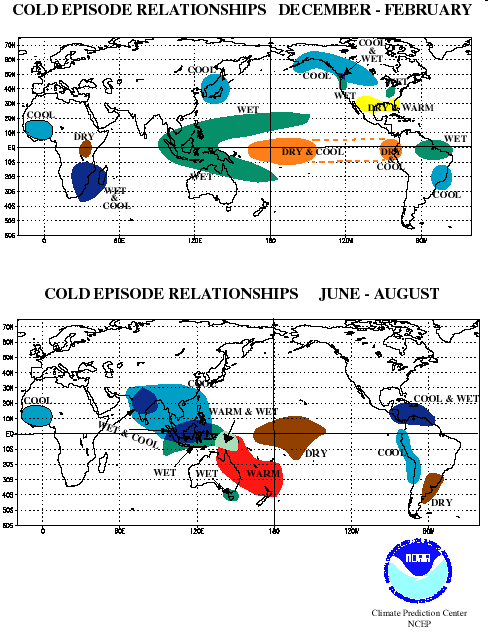 COLD EPISODE RELATIONSHIPS DECEMBER - FEBRUARY
70N
60N
50N
40N
30N
20N
10N
EQ
10S
20S
30S
40S
50S
60S
0 60E 120E 180 120W 60W
COOL
&
WET
COOL
COOL
WET
WET
WET
DRY & WARM
COOL
DRY
DRY & COOL
DRY
&
COOL
WET
WET
WET
&
COOL
COOL
COLD EPISODE RELATIONSHIPS JUNE - AUGUST
70N
60N
50N
40N
30N
20N
10N
EQ
10S
20S
30S
40S
50S
60S
0 60E 120E 180 120W 60W
COOL
COOL
COOL & WET
WARM & WET
WET & COOL
DRY
COOL
WET
WET
WARM
DRY
NOAA
Climate Prediction Center
NCEP